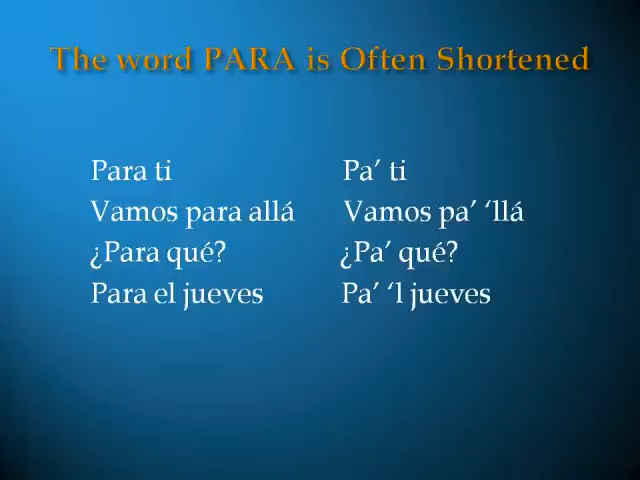 The word PARA is Often Shortened
Para ti Pa’ ti
Vamos para allá Vamos pa’ ‘llá
¿Para qué? ¿Pa’ qué?
Para el jueves Pa’ ‘l jueves